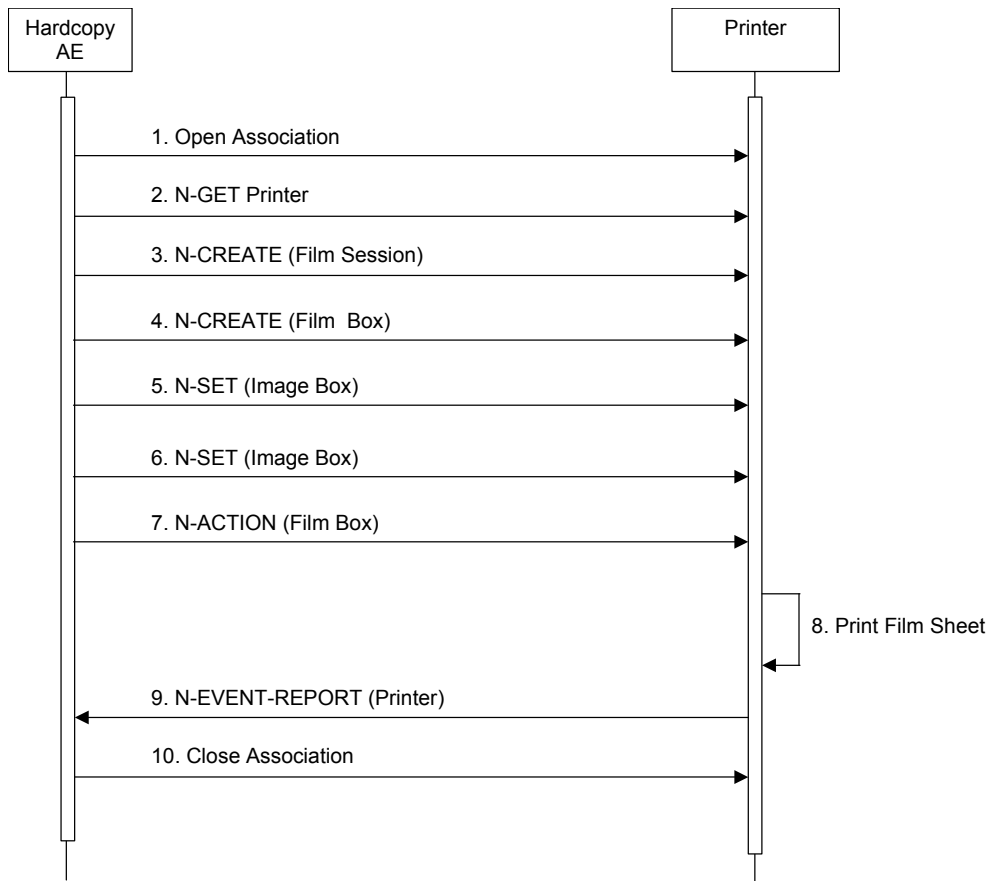 Hardcopy
AE
Printer
1. Open Association
2. N-GET Printer
3. N-CREATE (Film Session)
4. N-CREATE (Film  Box)
5. N-SET (Image Box)
6. N-SET (Image Box)
7. N-ACTION (Film Box)
8. Print Film Sheet
9. N-EVENT-REPORT (Printer)
10. Close Association